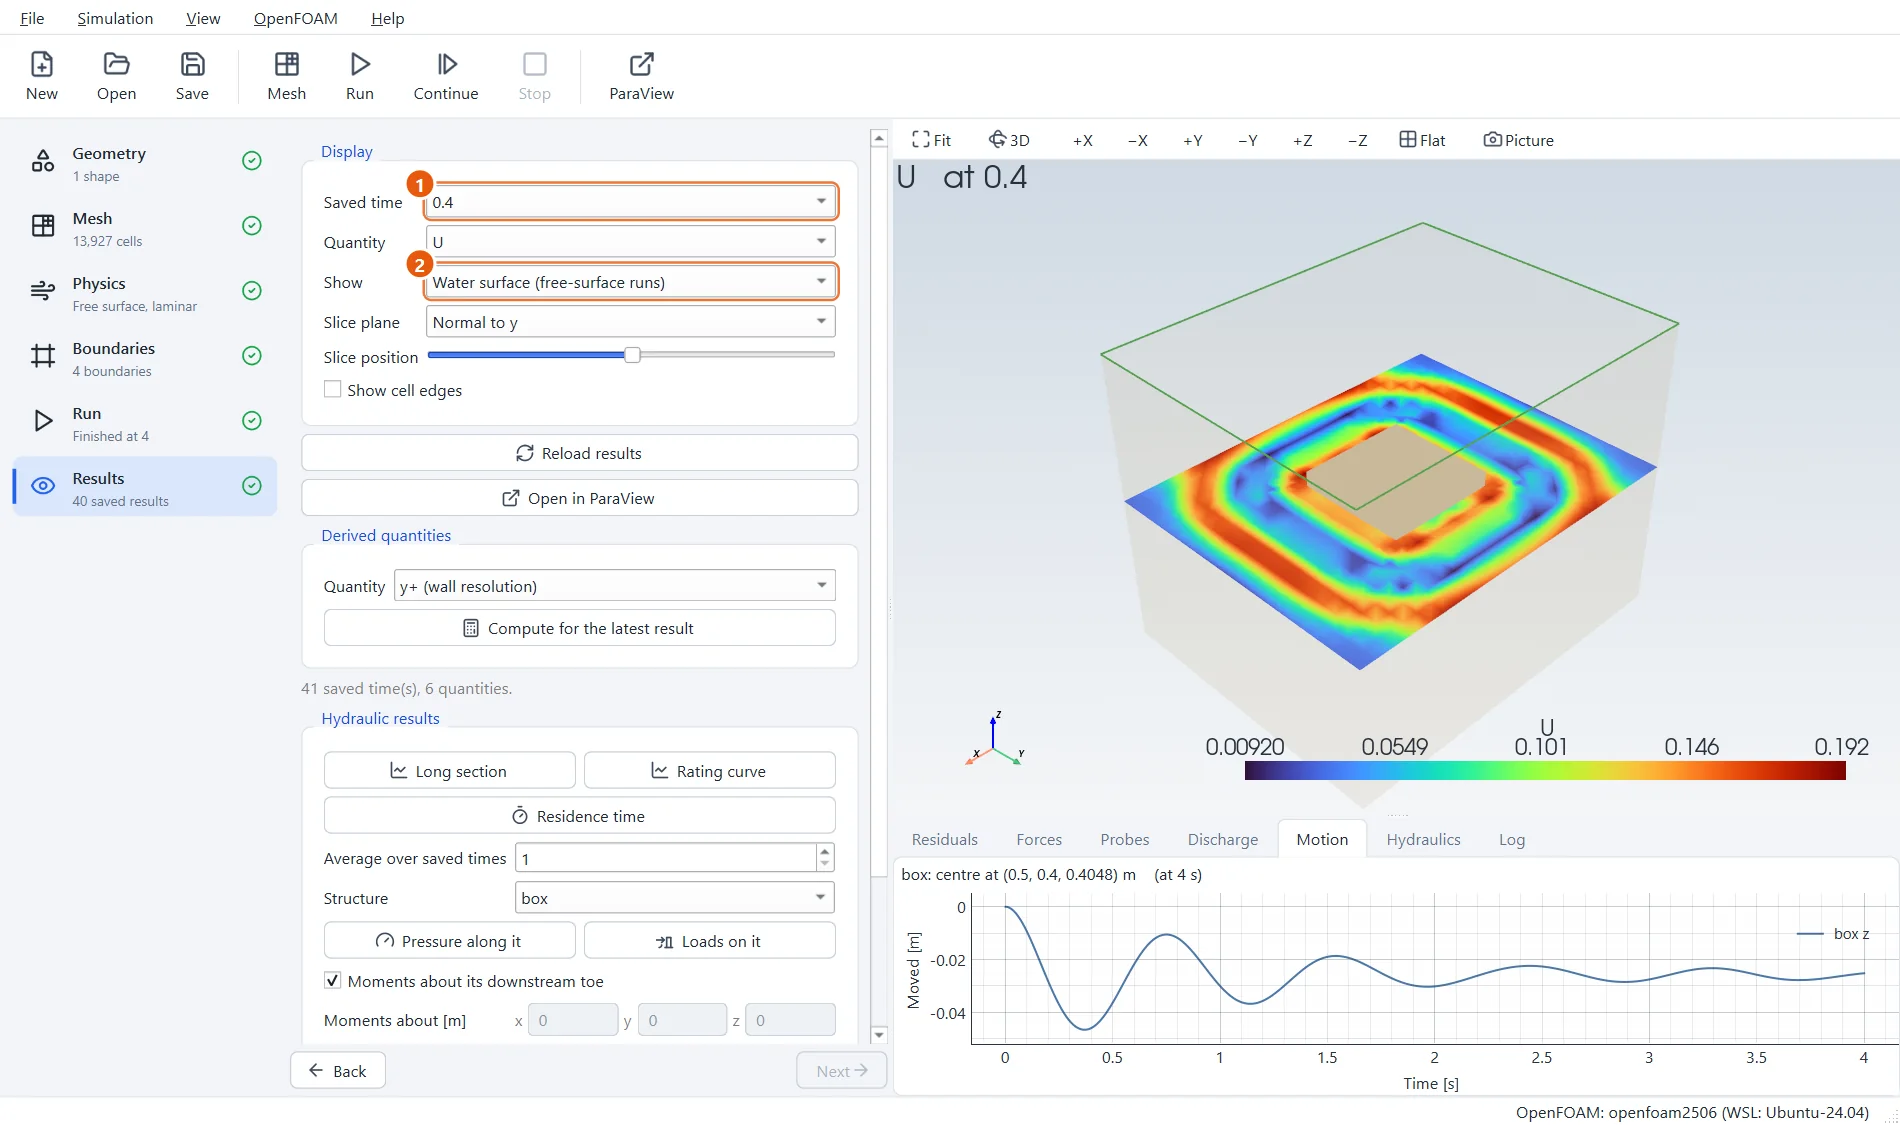 File Simulation View OpenFOAM Help
New Open Save Mesh Run Continue Stop ParaView
Geometry
1 shape
Mesh
13,927 cells
Physics
Free surface, laminar
Boundaries
4 boundaries
Run
Finished at 4
Results
40 saved results
Display
1
Saved time 0.4
Quantity U
2
Show Water surface (free-surface runs)
Slice plane Normal to y
Slice position
Show cell edges
Reload results
Open in ParaView
Derived quantities
Quantity y+ (wall resolution)
Compute for the latest result
41 saved time(s), 6 quantities.
Hydraulic results
Long section Rating curve
Residence time
Average over saved times 1
Structure box
Pressure along it Loads on it
Moments about its downstream toe
Moments about [m] x 0 y 0 z 0
Back Next
Fit 3D +X −X +Y −Y +Z −Z Flat Picture
U at 0.4
Z
X Y
U
0.00920 0.0549 0.101 0.146 0.192
Residuals Forces Probes Discharge Motion Hydraulics Log
box: centre at (0.5, 0.4, 0.4048) m (at 4 s)
Moved [m]
0
-0.02
-0.04
box z
0 0.5 1 1.5 2 2.5 3 3.5 4
Time [s]
OpenFOAM: openfoam2506 (WSL: Ubuntu-24.04)